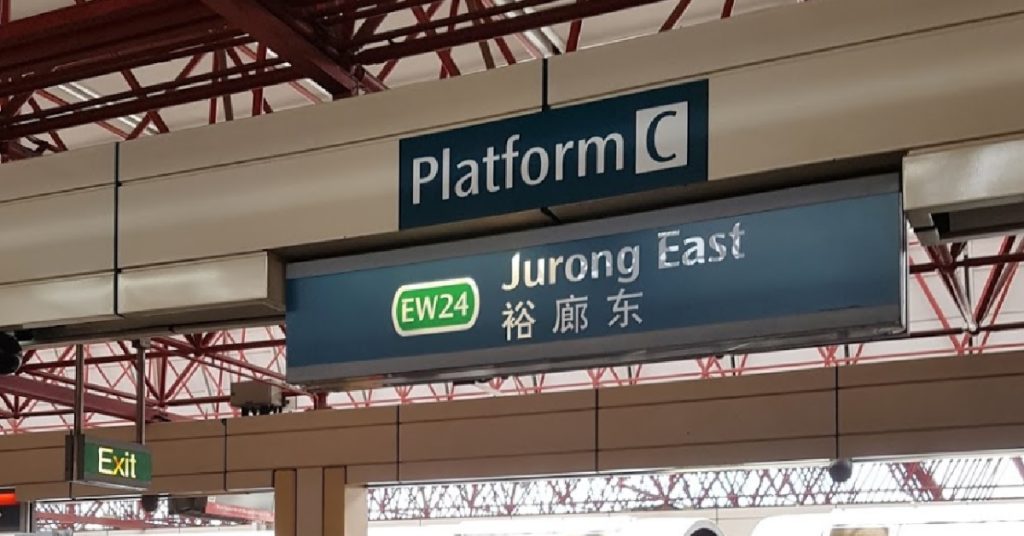 Platform C
Jurong East
EW24
裕廊东
Exit